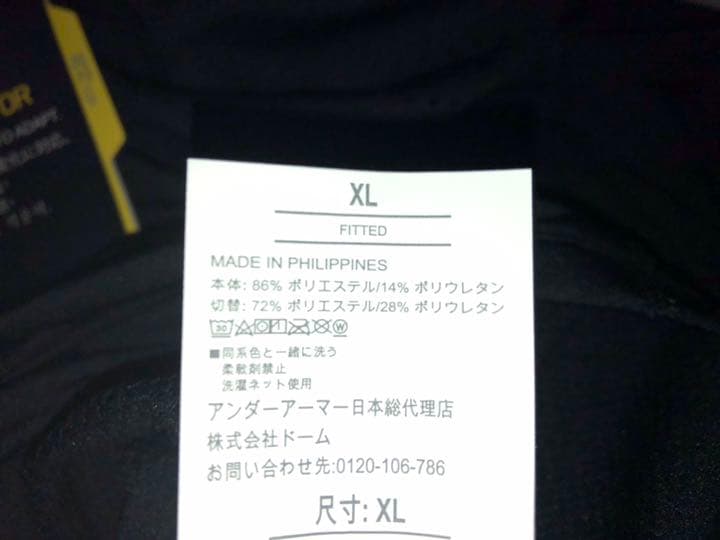 OR
TO ADAPT.
XL
FITTED
MADE IN PHILIPPINES
本体: 86% ポリエステル/14% ポリウレタン
切替: 72% ポリエステル/28% ポリウレタン
30 W
■同系色と一緒に洗う
柔軟剤禁止
洗濯ネット使用
アンダーアーマー日本総代理店
株式会社ドーム
お問い合わせ先:0120-106-786
尺寸: XL